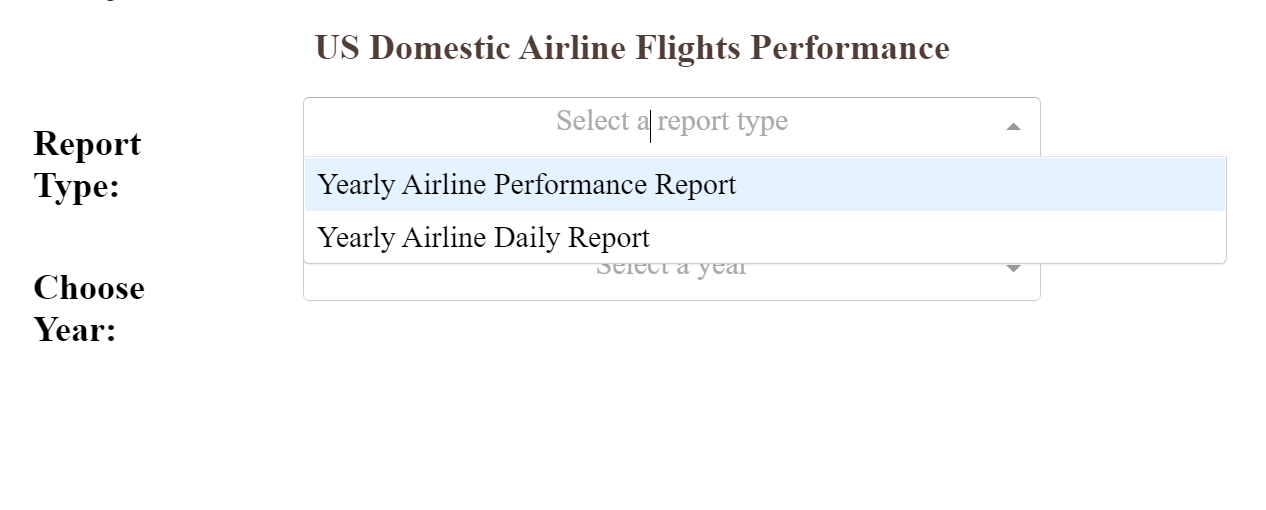 US Domestic Airline Flights Performance
Report
Type:
Select a report type
Yearly Airline Performance Report
Yearly Airline Daily Report
Choose
Year:
Select a year